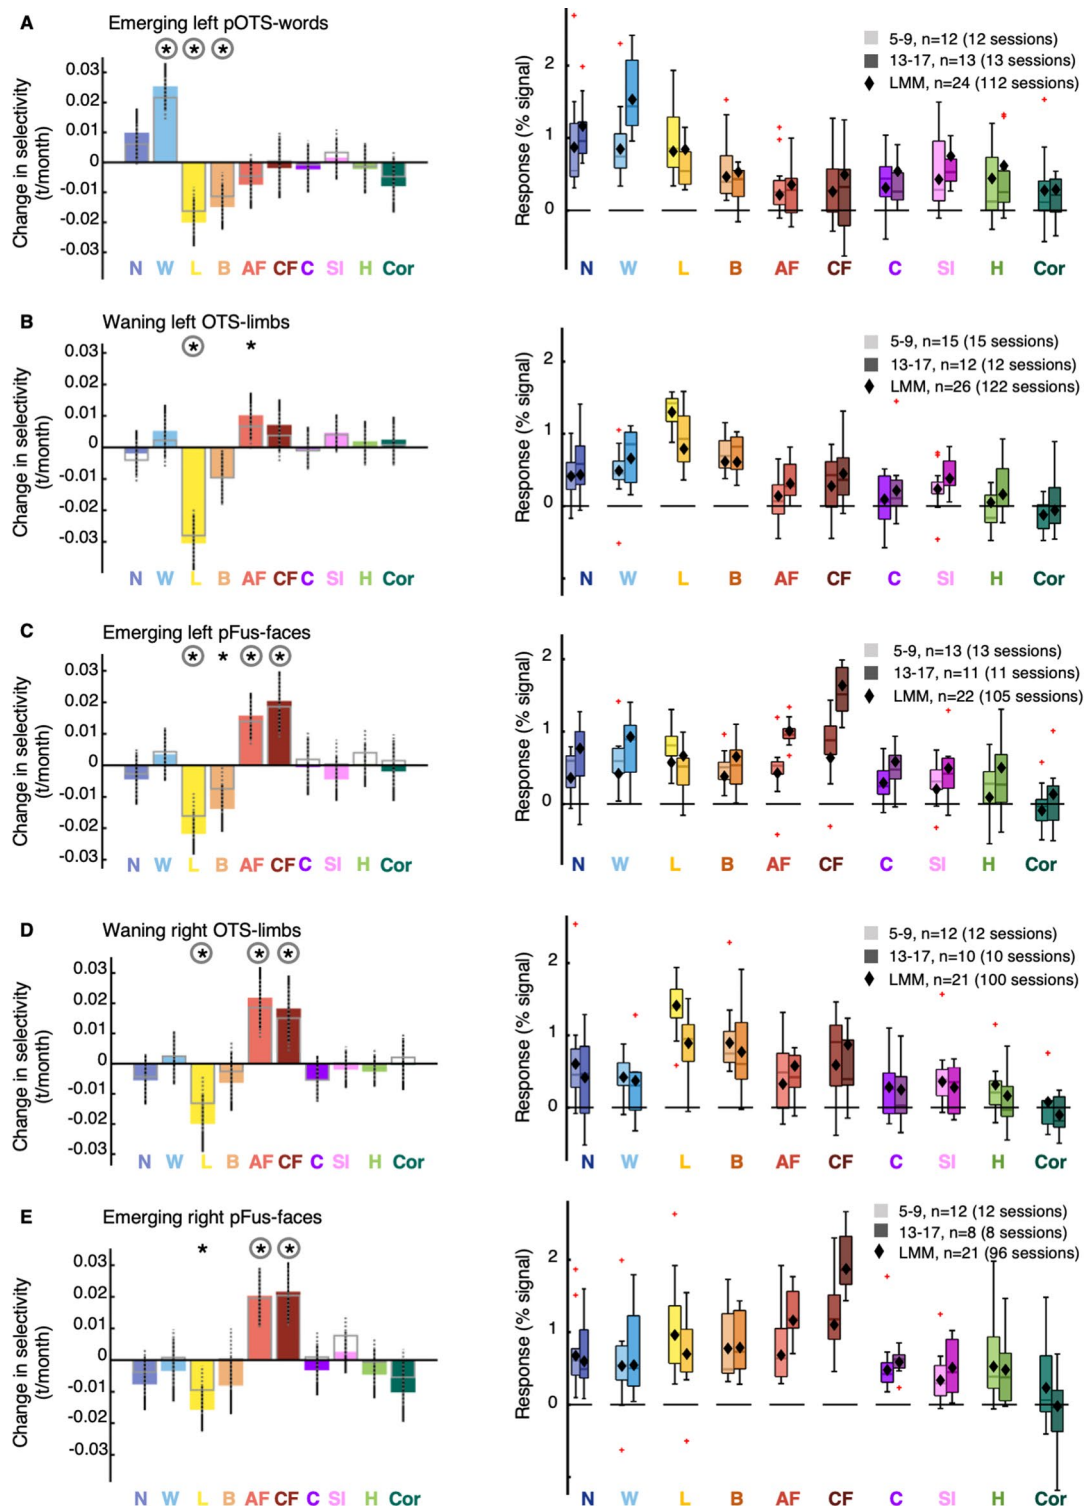 A Emerging left pOTS-words
* * *
Change in selectivity
(t/month)
0.03
0.02
0.01
0
-0.01
-0.02
-0.03
N W L B AF CF C SI H Cor
Response (% signal)
2
1
0
5-9, n=12 (12 sessions)
13-17, n=13 (13 sessions)
LMM, n=24 (112 sessions)
N W L B AF CF C SI H Cor
B Waning left OTS-limbs
* *
Change in selectivity
(t/month)
0.03
0.02
0.01
0
-0.01
-0.03
N W L B AF CF C SI H Cor
Response (% signal)
2
1
0
5-9, n=15 (15 sessions)
13-17, n=12 (12 sessions)
LMM, n=26 (122 sessions)
N W L B AF CF C SI H Cor
C Emerging left pFus-faces
* * * *
Change in selectivity
(t/month)
0.03
0.02
0.01
0
-0.01
-0.02
-0.03
N W L B AF CF C SI H Cor
Response (% signal)
2
1
0
5-9, n=13 (13 sessions)
13-17, n=11 (11 sessions)
LMM, n=22 (105 sessions)
N W L B AF CF C SI H Cor
D Waning right OTS-limbs
* * *
Change in selectivity
(t/month)
0.03
0.02
0.01
0
-0.01
-0.02
-0.03
N W L B AF CF C SI H Cor
Response (% signal)
2
1
0
5-9, n=12 (12 sessions)
13-17, n=10 (10 sessions)
LMM, n=21 (100 sessions)
N W L B AF CF C SI H Cor
E Emerging right pFus-faces
* * *
Change in selectivity
(t/month)
0.03
0.02
0.01
0
-0.01
-0.02
-0.03
N W L B AF CF C SI H Cor
Response (% signal)
2
1
0
5-9, n=12 (12 sessions)
13-17, n=8 (8 sessions)
LMM, n=21 (96 sessions)
N W L B AF CF C SI H Cor